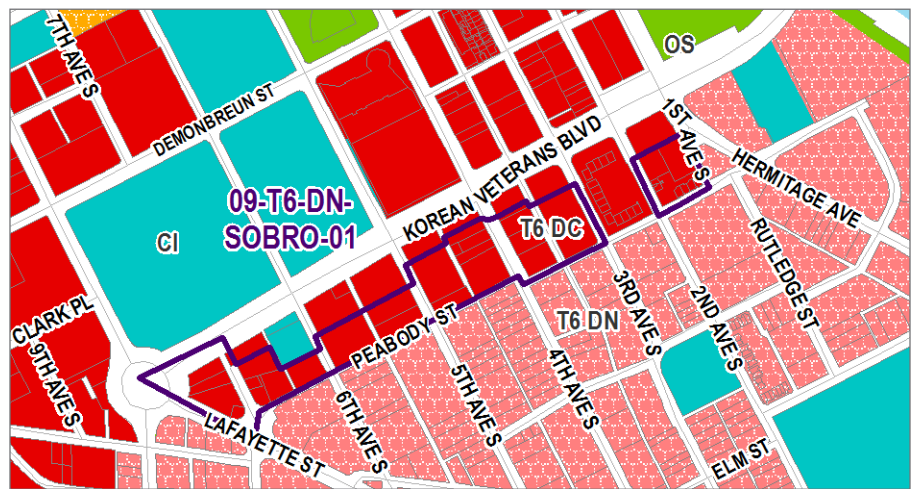 7TH AVE S
OS
DEMONBREUN ST
1ST AVE S
KOREAN VETERANS BLVD
HERMITAGE AVE
09-T6-DN-
SOBRO-01
CI
T6 DC
CLARK PL
RUTLEDGE ST
T6 DN
3RD AVE S
2ND AVE S
PEABODY ST
9TH AVE S
4TH AVE S
5TH AVE S
6TH AVE S
LAFAYETTE ST
ELM ST